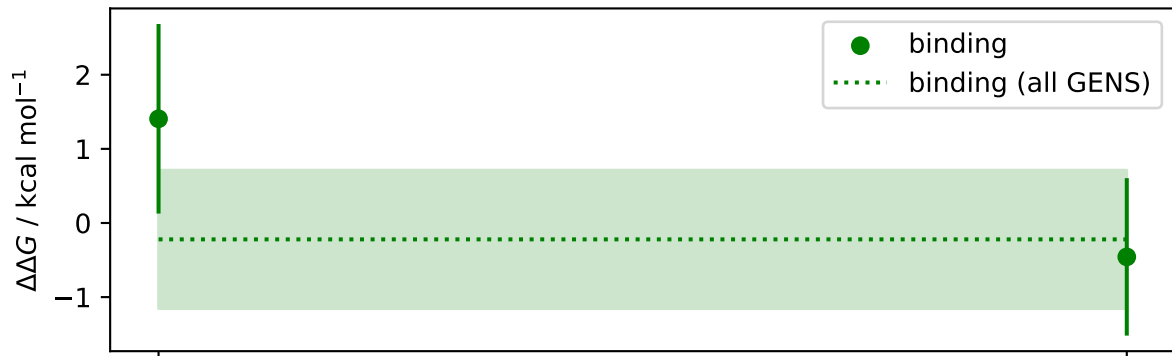 ΔΔG / kcal mol⁻¹
2
1
0
−1
binding
binding (all GENS)